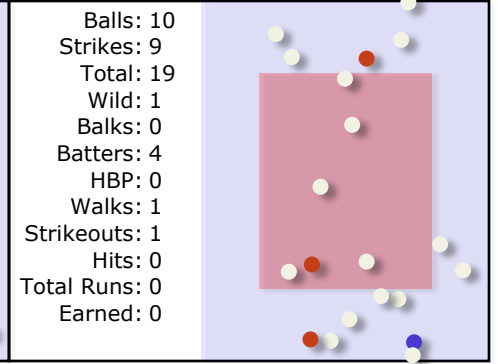 Balls: 10
Strikes: 9
Total: 19
Wild: 1
Balks: 0
Batters: 4
HBP: 0
Walks: 1
Strikeouts: 1
Hits: 0
Total Runs: 0
Earned: 0